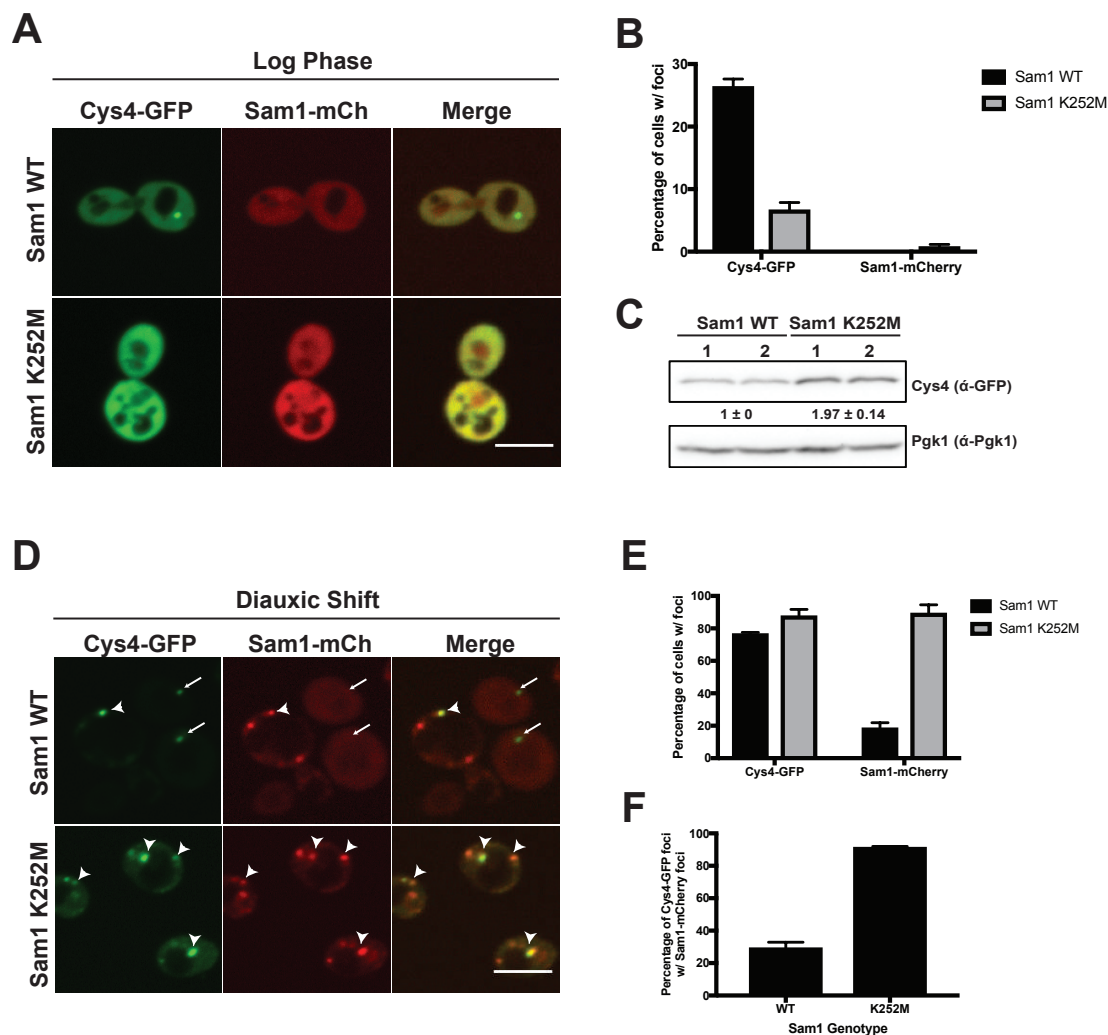 A
Log Phase
Cys4-GFP Sam1-mCh Merge
Sam1 WT
Sam1 K252M
B
Percentage of cells w/ foci
30
20
10
0
Cys4-GFP Sam1-mCherry
Sam1 WT
Sam1 K252M
C
Sam1 WT Sam1 K252M
1 2 1 2
Cys4 (ά-GFP)
1 ± 0 1.97 ± 0.14
Pgk1 (ά-Pgk1)
D
Diauxic Shift
Cys4-GFP Sam1-mCh Merge
Sam1 WT
Sam1 K252M
E
Percentage of cells w/ foci
100
80
60
40
20
0
Cys4-GFP Sam1-mCherry
Sam1 WT
Sam1 K252M
F
Percentage of Cys4-GFP foci
w/ Sam1-mCherry foci
100
80
60
40
20
0
WT K252M
Sam1 Genotype